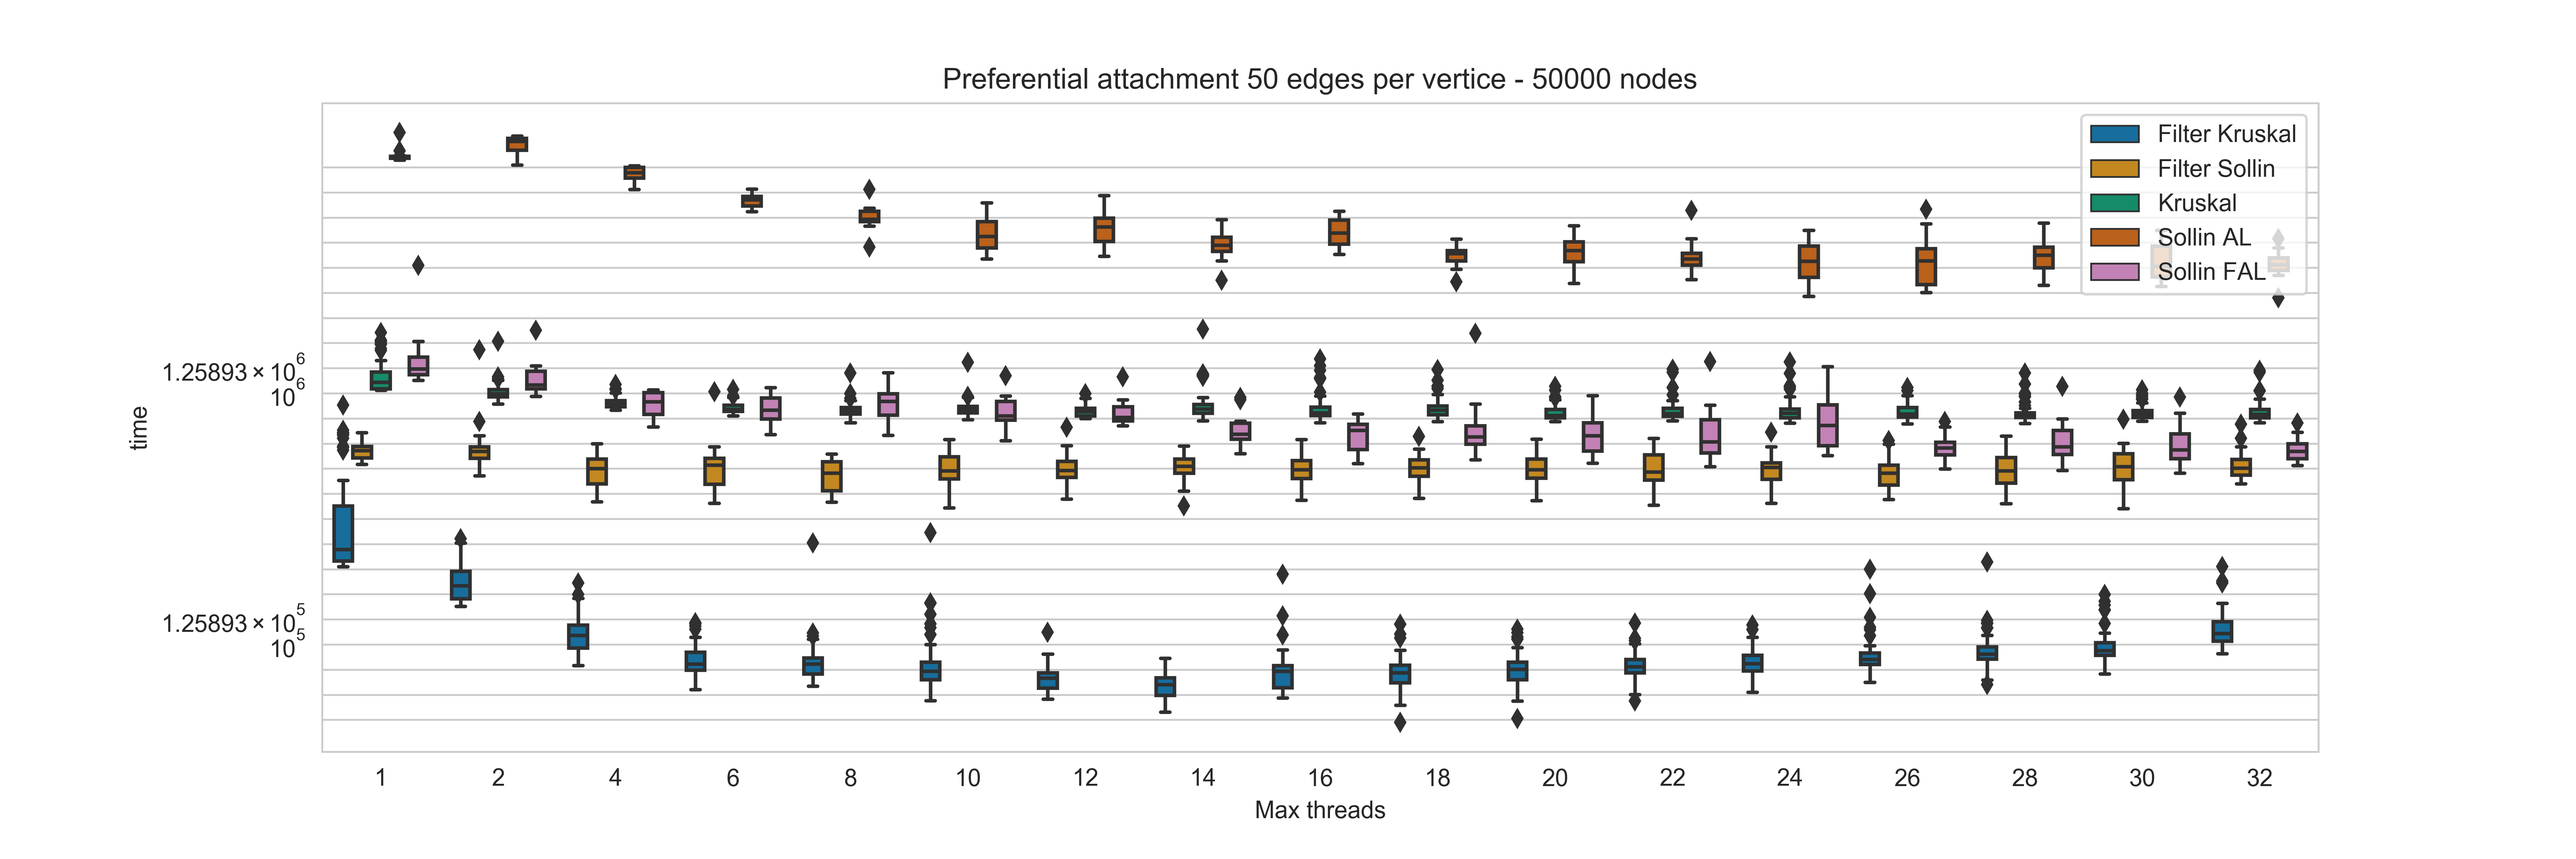 Preferential attachment 50 edges per vertice - 50000 nodes
Filter Kruskal
Filter Sollin
Kruskal
Sollin AL
Sollin FAL
1.25893 × 10^6
10^6
1.25893 × 10^5
10^5
time
1 2 4 6 8 10 12 14 16 18 20 22 24 26 28 30 32
Max threads